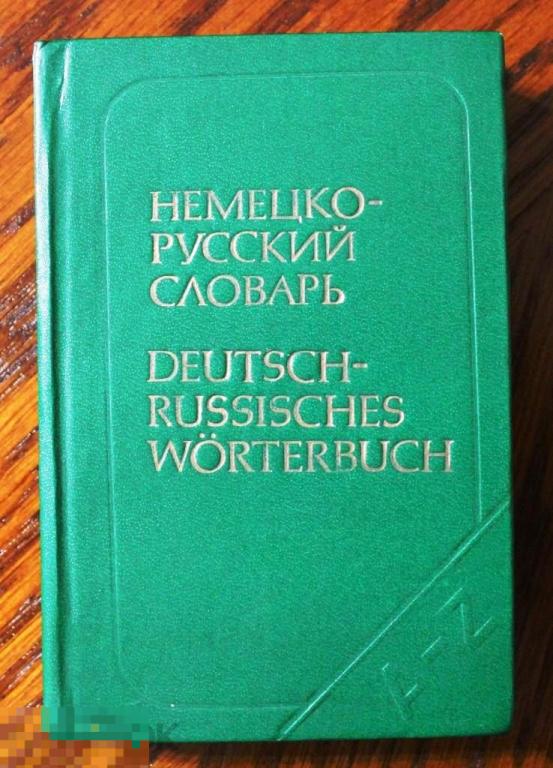 НЕМЕЦКО-
РУССКИЙ
СЛОВАРЬ
DEUTSCH-
RUSSISCHES
WÖRTERBUCH
A-Z